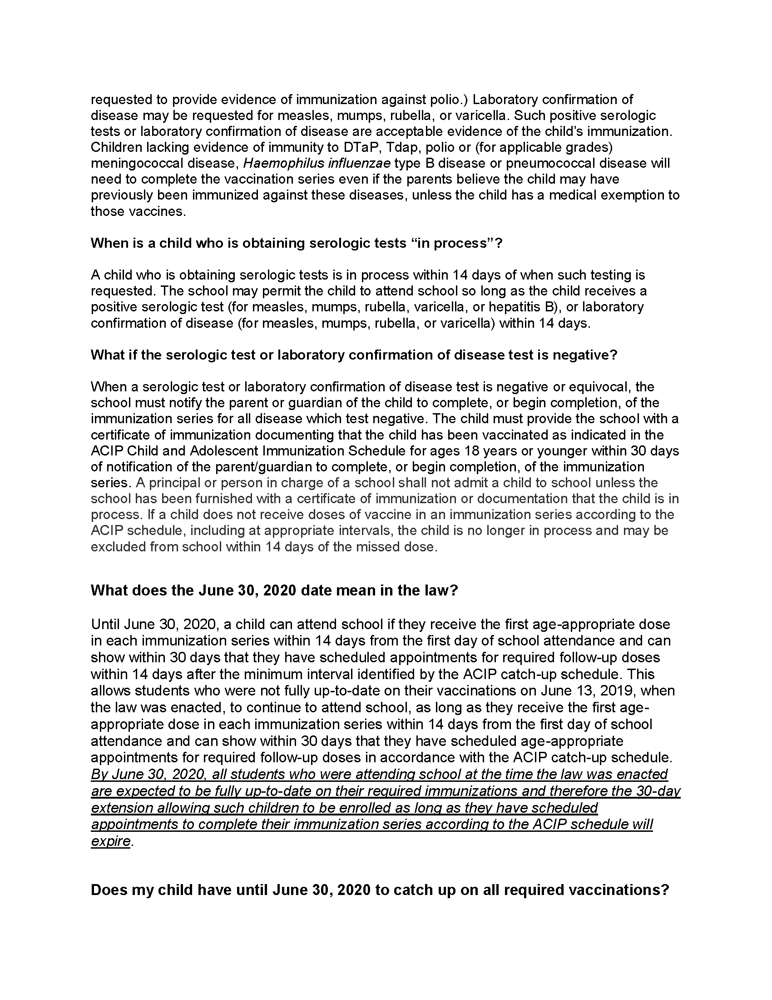 requested to provide evidence of immunization against polio.) Laboratory confirmation of
disease may be requested for measles, mumps, rubella, or varicella. Such positive serologic
tests or laboratory confirmation of disease are acceptable evidence of the child’s immunization.
Children lacking evidence of immunity to DTaP, Tdap, polio or (for applicable grades)
meningococcal disease, Haemophilus influenzae type B disease or pneumococcal disease will
need to complete the vaccination series even if the parents believe the child may have
previously been immunized against these diseases, unless the child has a medical exemption to
those vaccines.
When is a child who is obtaining serologic tests “in process”?
A child who is obtaining serologic tests is in process within 14 days of when such testing is
requested. The school may permit the child to attend school so long as the child receives a
positive serologic test (for measles, mumps, rubella, varicella, or hepatitis B), or laboratory
confirmation of disease (for measles, mumps, rubella, or varicella) within 14 days.
What if the serologic test or laboratory confirmation of disease test is negative?
When a serologic test or laboratory confirmation of disease test is negative or equivocal, the
school must notify the parent or guardian of the child to complete, or begin completion, of the
immunization series for all disease which test negative. The child must provide the school with a
certificate of immunization documenting that the child has been vaccinated as indicated in the
ACIP Child and Adolescent Immunization Schedule for ages 18 years or younger within 30 days
of notification of the parent/guardian to complete, or begin completion, of the immunization
series. A principal or person in charge of a school shall not admit a child to school unless the
school has been furnished with a certificate of immunization or documentation that the child is in
process. If a child does not receive doses of vaccine in an immunization series according to the
ACIP schedule, including at appropriate intervals, the child is no longer in process and may be
excluded from school within 14 days of the missed dose.
What does the June 30, 2020 date mean in the law?
Until June 30, 2020, a child can attend school if they receive the first age-appropriate dose
in each immunization series within 14 days from the first day of school attendance and can
show within 30 days that they have scheduled appointments for required follow-up doses
within 14 days after the minimum interval identified by the ACIP catch-up schedule. This
allows students who were not fully up-to-date on their vaccinations on June 13, 2019, when
the law was enacted, to continue to attend school, as long as they receive the first age-
appropriate dose in each immunization series within 14 days from the first day of school
attendance and can show within 30 days that they have scheduled age-appropriate
appointments for required follow-up doses in accordance with the ACIP catch-up schedule.
By June 30, 2020, all students who were attending school at the time the law was enacted
are expected to be fully up-to-date on their required immunizations and therefore the 30-day
extension allowing such children to be enrolled as long as they have scheduled
appointments to complete their immunization series according to the ACIP schedule will
expire.
Does my child have until June 30, 2020 to catch up on all required vaccinations?